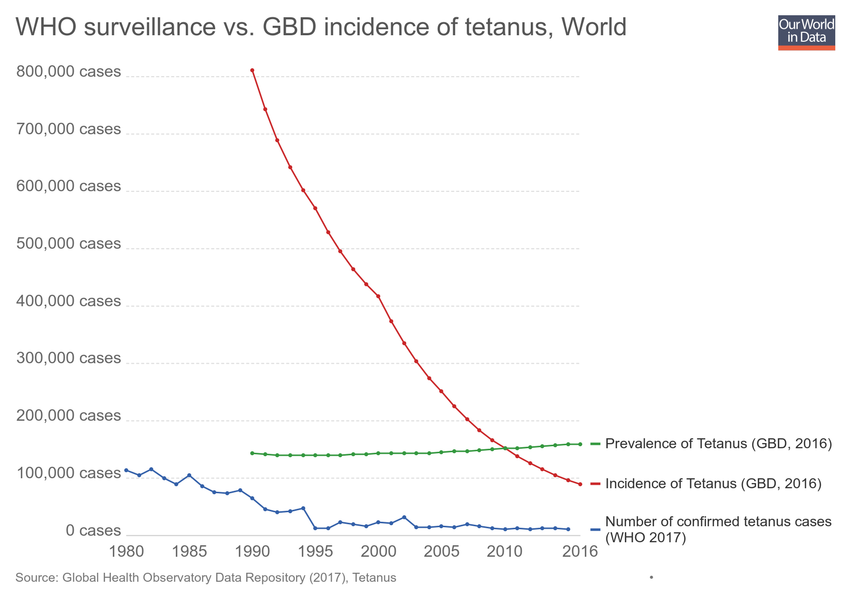 WHO surveillance vs. GBD incidence of tetanus, World
Our World
in Data
800,000 cases
700,000 cases
600,000 cases
500,000 cases
400,000 cases
300,000 cases
200,000 cases
100,000 cases
0 cases
1980 1985 1990 1995 2000 2005 2010 2016
Prevalence of Tetanus (GBD, 2016)
Incidence of Tetanus (GBD, 2016)
Number of confirmed tetanus cases
(WHO 2017)
Source: Global Health Observatory Data Repository (2017), Tetanus